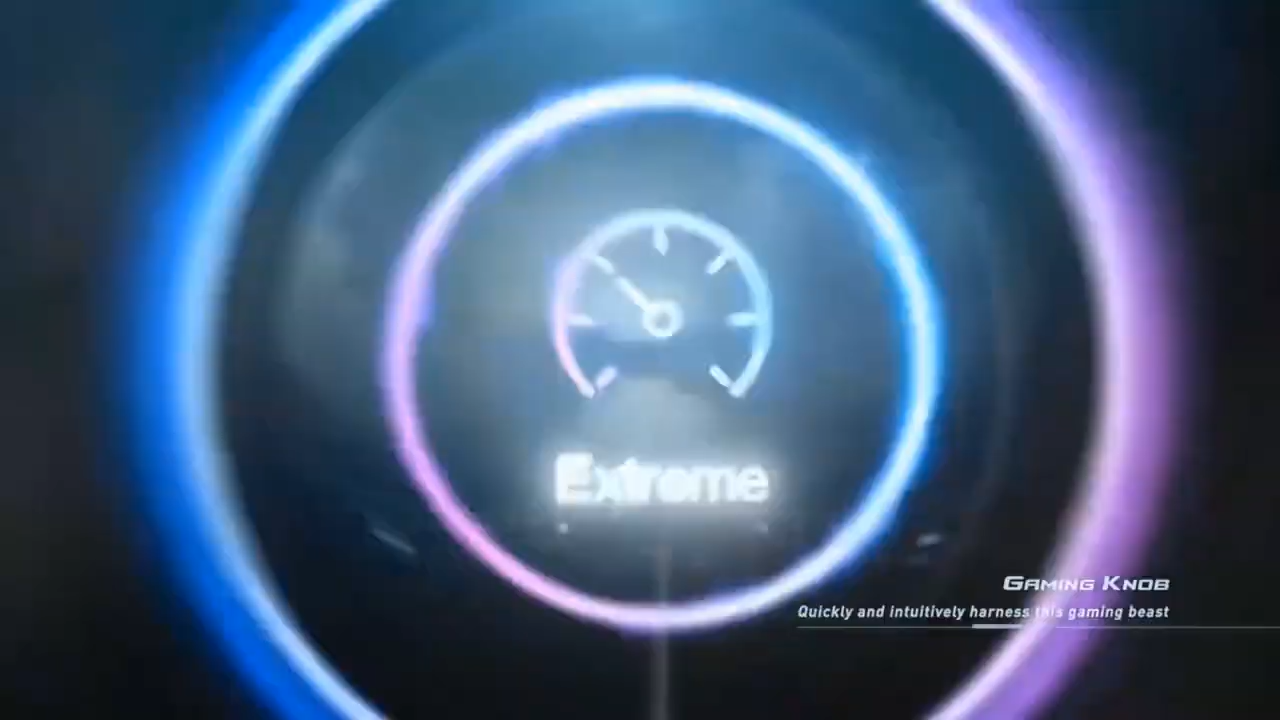 Extreme
Gaming Knob
Quickly and intuitively harness this gaming beast